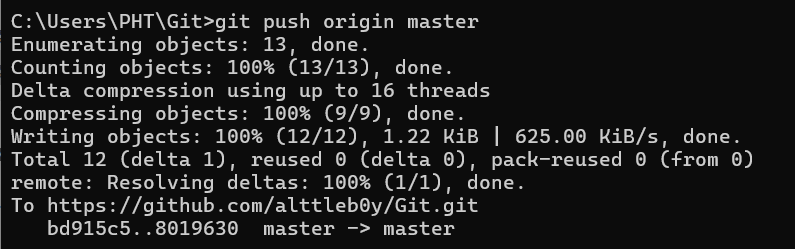 C:\Users\PHT\Git>git push origin master
Enumerating objects: 13, done.
Counting objects: 100% (13/13), done.
Delta compression using up to 16 threads
Compressing objects: 100% (9/9), done.
Writing objects: 100% (12/12), 1.22 KiB | 625.00 KiB/s, done.
Total 12 (delta 1), reused 0 (delta 0), pack-reused 0 (from 0)
remote: Resolving deltas: 100% (1/1), done.
To https://github.com/alttleb0y/Git.git
   bd915c5..8019630  master -> master